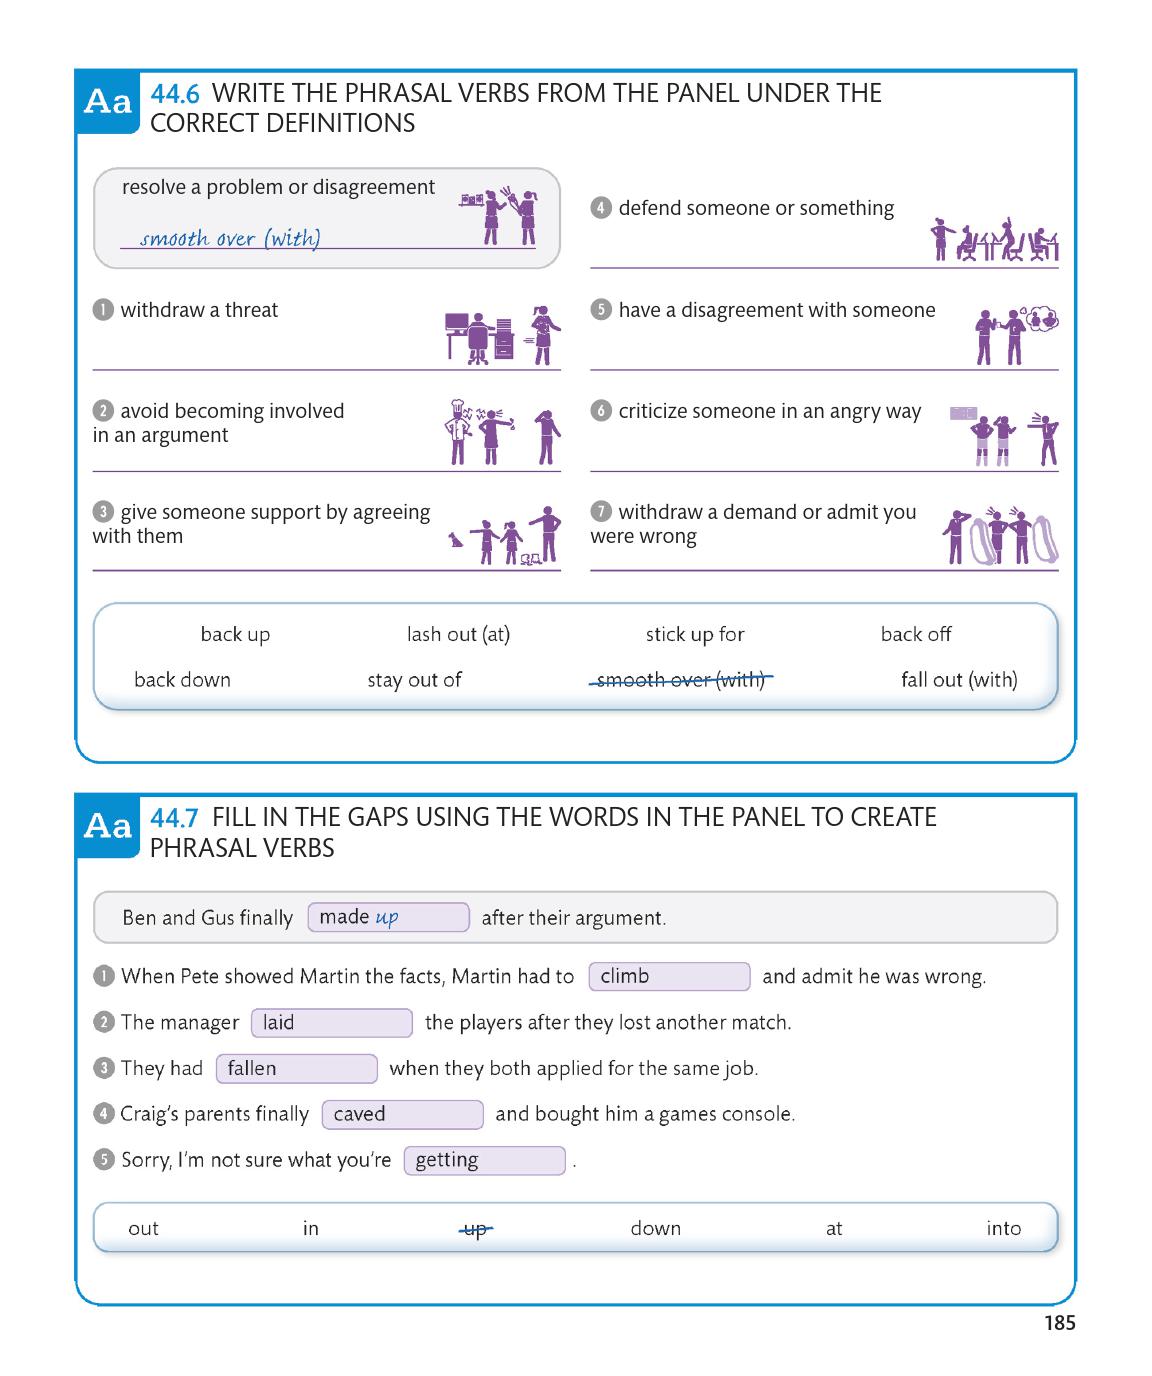 Aa 44.6 WRITE THE PHRASAL VERBS FROM THE PANEL UNDER THE
CORRECT DEFINITIONS
resolve a problem or disagreement
smooth over (with)
1 withdraw a threat
2 avoid becoming involved
in an argument
3 give someone support by agreeing
with them
4 defend someone or something
5 have a disagreement with someone
6 criticize someone in an angry way
7 withdraw a demand or admit you
were wrong
back up lash out (at) stick up for back off
back down stay out of smooth over (with) fall out (with)
Aa 44.7 FILL IN THE GAPS USING THE WORDS IN THE PANEL TO CREATE
PHRASAL VERBS
Ben and Gus finally made up after their argument.
1 When Pete showed Martin the facts, Martin had to climb and admit he was wrong.
2 The manager laid the players after they lost another match.
3 They had fallen when they both applied for the same job.
4 Craig's parents finally caved and bought him a games console.
5 Sorry, I'm not sure what you're getting .
out in up down at into
185